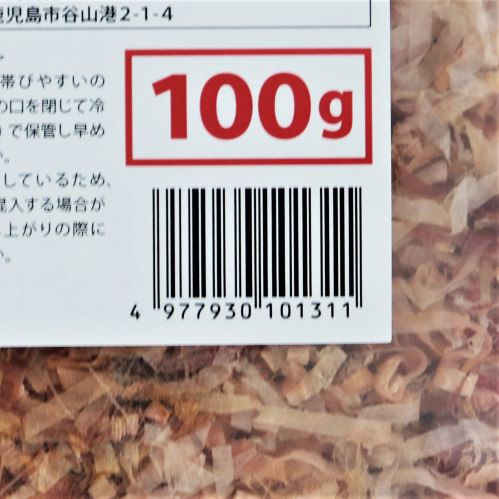 鹿児島市谷山港2-1-4
>
帯びやすいの
の口を閉じて冷
)で保管し早め
い。
しているため、
混入する場合が
上がりの際に
い。
100g
4 977930 101311